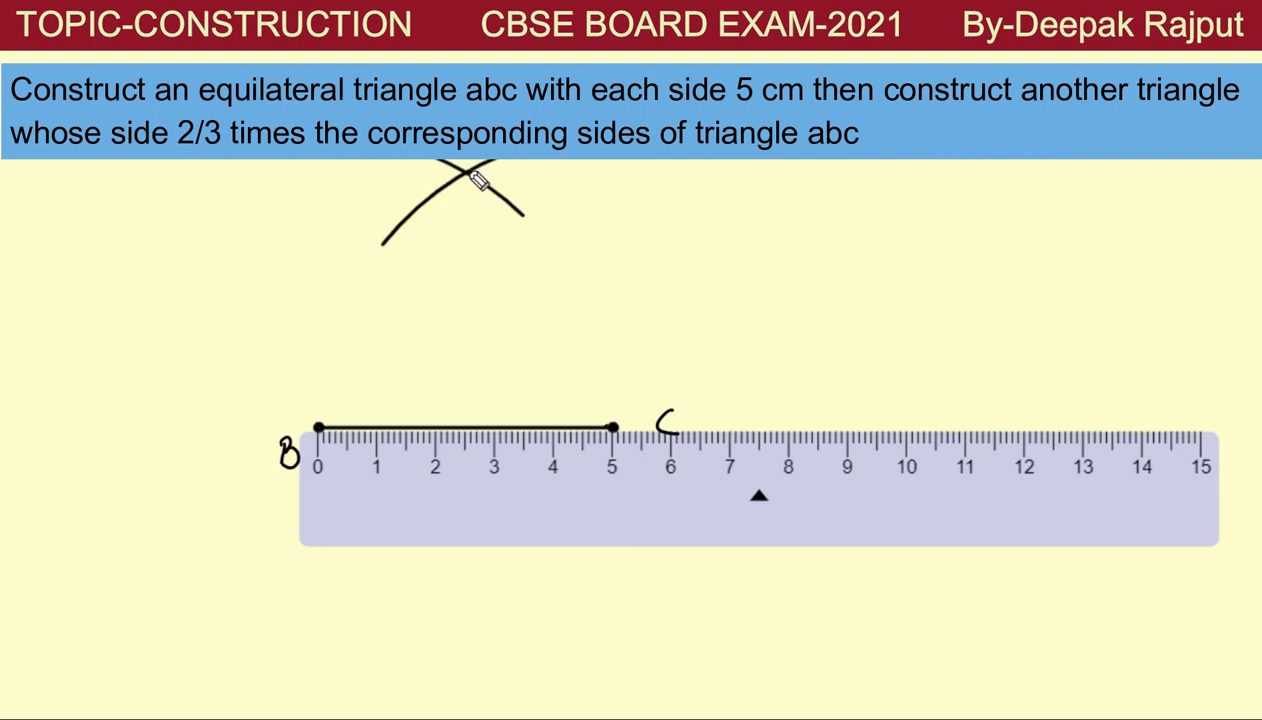 TOPIC-CONSTRUCTION CBSE BOARD EXAM-2021 By-Deepak Rajput
Construct an equilateral triangle abc with each side 5 cm then construct another triangle
whose side 2/3 times the corresponding sides of triangle abc
C
B
0 1 2 3 4 5 6 7 8 9 10 11 12 13 14 15